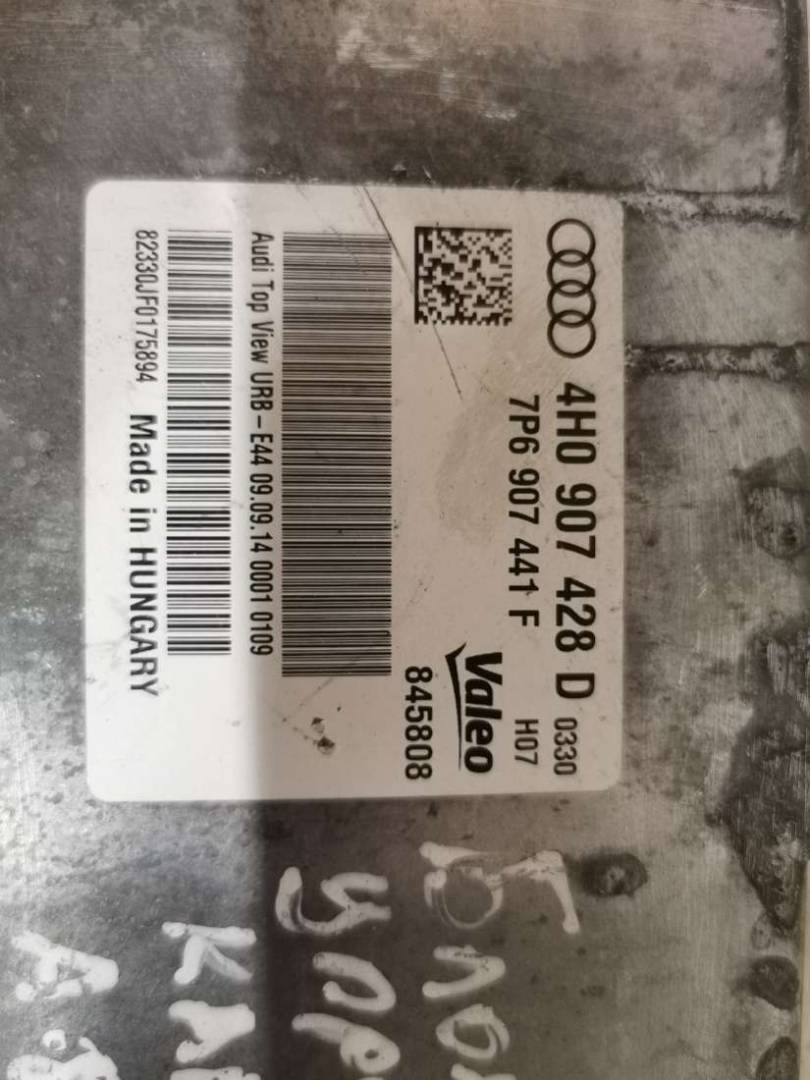 4H0 907 428 D 0330
7P6 907 441 F H07
Valeo
845808
Audi Top View URB-E44 09.09.14 0001 0109
82330JF0175894 Made in HUNGARY